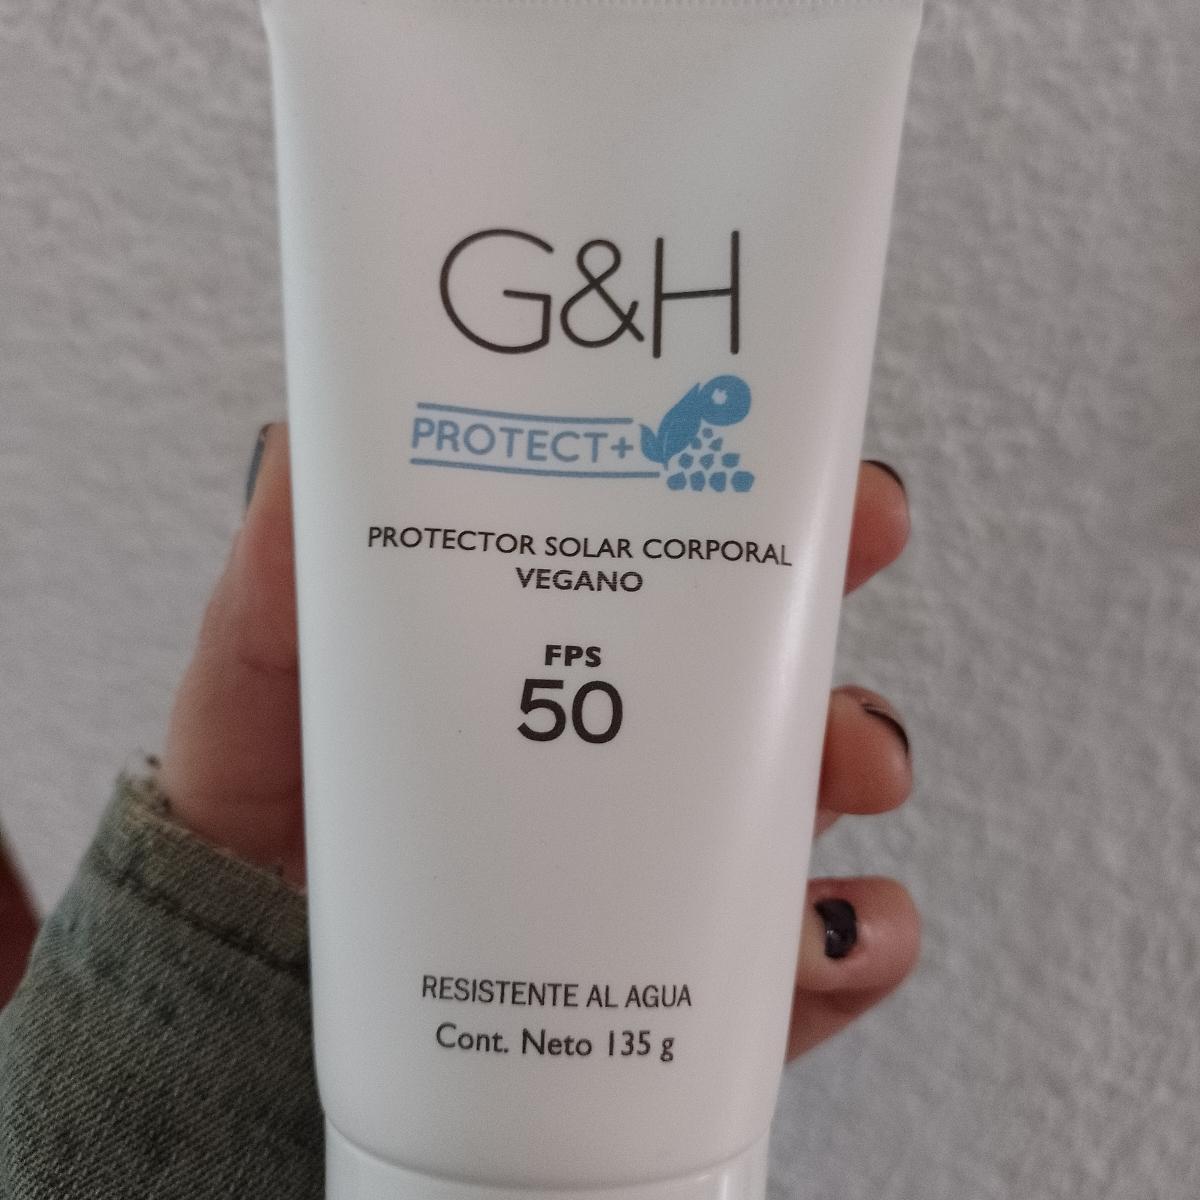 G&H
PROTECT+
PROTECTOR SOLAR CORPORAL
VEGANO
FPS
50
RESISTENTE AL AGUA
Cont. Neto 135 g